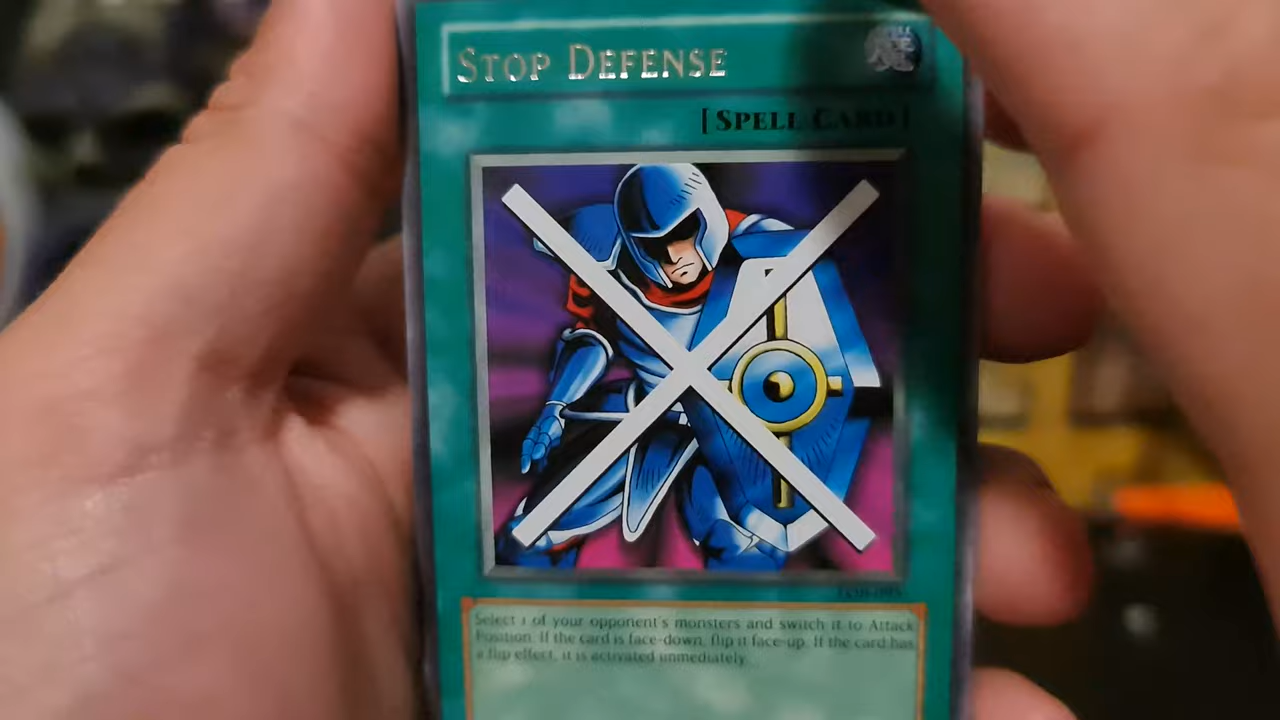 STOP DEFENSE
[SPELL CARD]
Select 1 of your opponent's monsters and switch it to Attack
Position. If the card is face-down, flip it face-up. If the card has
a flip effect, it is activated immediately.